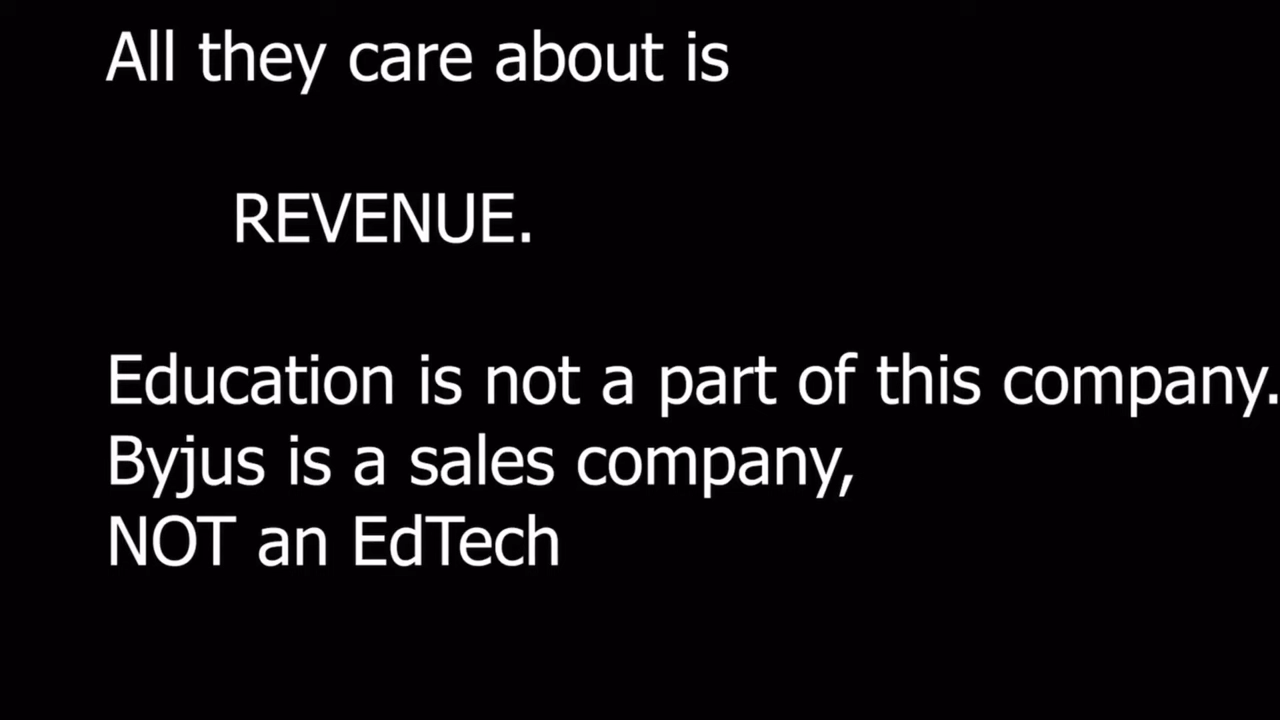 All they care about is
REVENUE.
Education is not a part of this company.
Byjus is a sales company,
NOT an EdTech